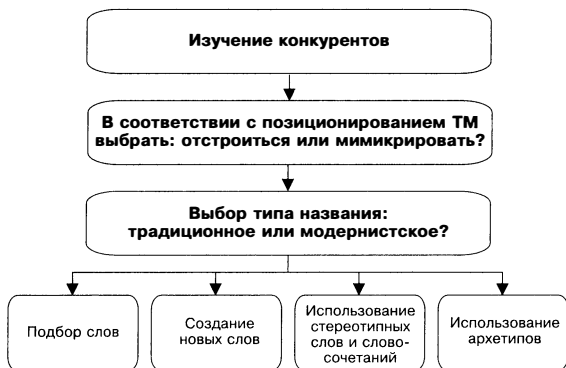 Изучение конкурентов
В соответствии с позиционированием ТМ
выбрать: отстроиться или мимикрировать?
Выбор типа названия:
традиционное или модернистское?
Подбор слов
Создание
новых слов
Использование
стереотипных
слов и слово-
сочетаний
Использование
архетипов